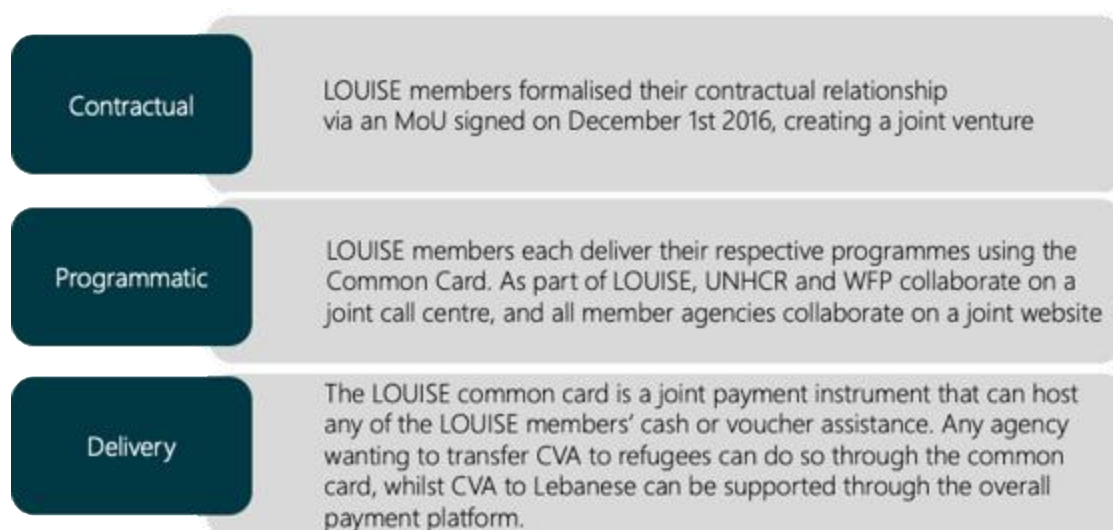 Contractual
LOUISE members formalised their contractual relationship
via an MoU signed on December 1st 2016, creating a joint venture
Programmatic
LOUISE members each deliver their respective programmes using the
Common Card. As part of LOUISE, UNHCR and WFP collaborate on a
joint call centre, and all member agencies collaborate on a joint website
Delivery
The LOUISE common card is a joint payment instrument that can host
any of the LOUISE members' cash or voucher assistance. Any agency
wanting to transfer CVA to refugees can do so through the common
card, whilst CVA to Lebanese can be supported through the overall
payment platform.